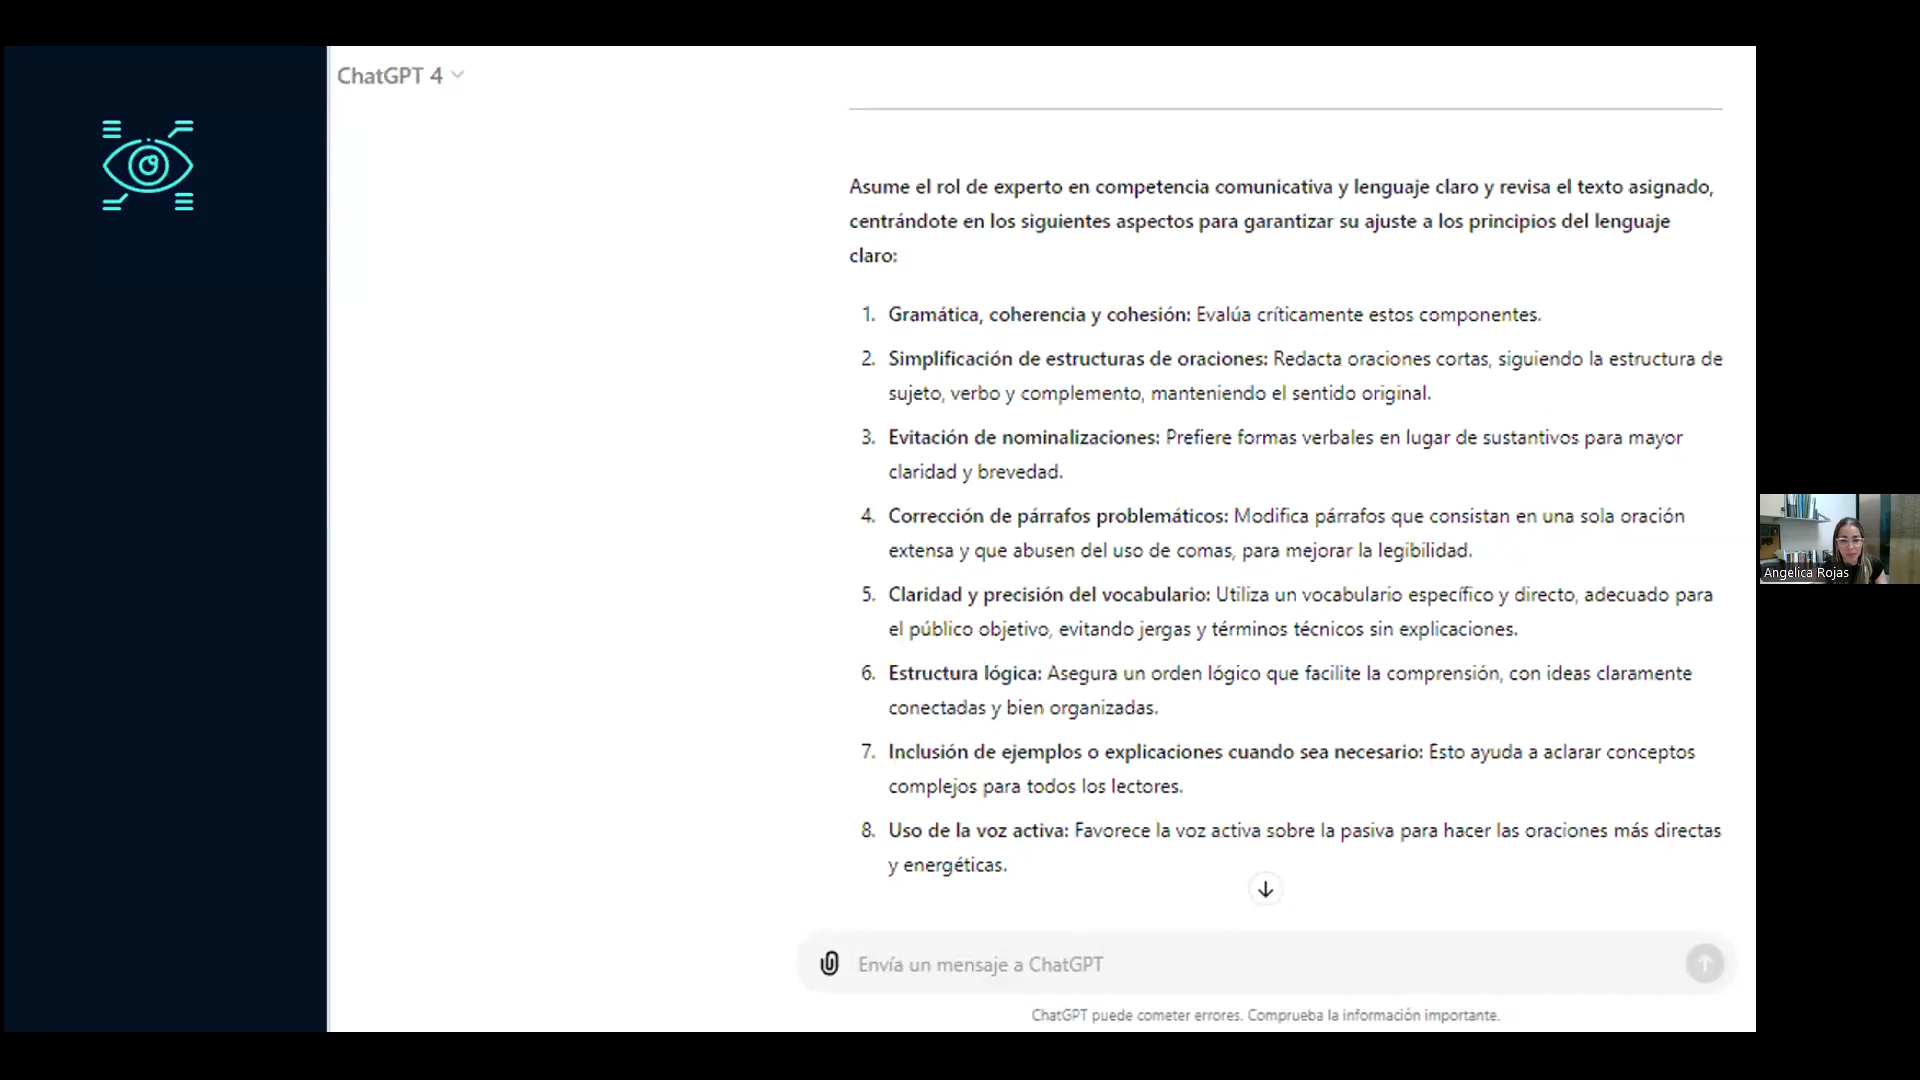 ChatGPT 4
Asume el rol de experto en competencia comunicativa y lenguaje claro y revisa el texto asignado,
centrándote en los siguientes aspectos para garantizar su ajuste a los principios del lenguaje
claro:
1. Gramática, coherencia y cohesión: Evalúa críticamente estos componentes.
2. Simplificación de estructuras de oraciones: Redacta oraciones cortas, siguiendo la estructura de
sujeto, verbo y complemento, manteniendo el sentido original.
3. Evitación de nominalizaciones: Prefiere formas verbales en lugar de sustantivos para mayor
claridad y brevedad.
4. Corrección de párrafos problemáticos: Modifica párrafos que consistan en una sola oración
extensa y que abusen del uso de comas, para mejorar la legibilidad.
5. Claridad y precisión del vocabulario: Utiliza un vocabulario específico y directo, adecuado para
el público objetivo, evitando jergas y términos técnicos sin explicaciones.
6. Estructura lógica: Asegura un orden lógico que facilite la comprensión, con ideas claramente
conectadas y bien organizadas.
7. Inclusión de ejemplos o explicaciones cuando sea necesario: Esto ayuda a aclarar conceptos
complejos para todos los lectores.
8. Uso de la voz activa: Favorece la voz activa sobre la pasiva para hacer las oraciones más directas
y energéticas.
Envía un mensaje a ChatGPT
ChatGPT puede cometer errores. Comprueba la información importante.
Angelica Rojas